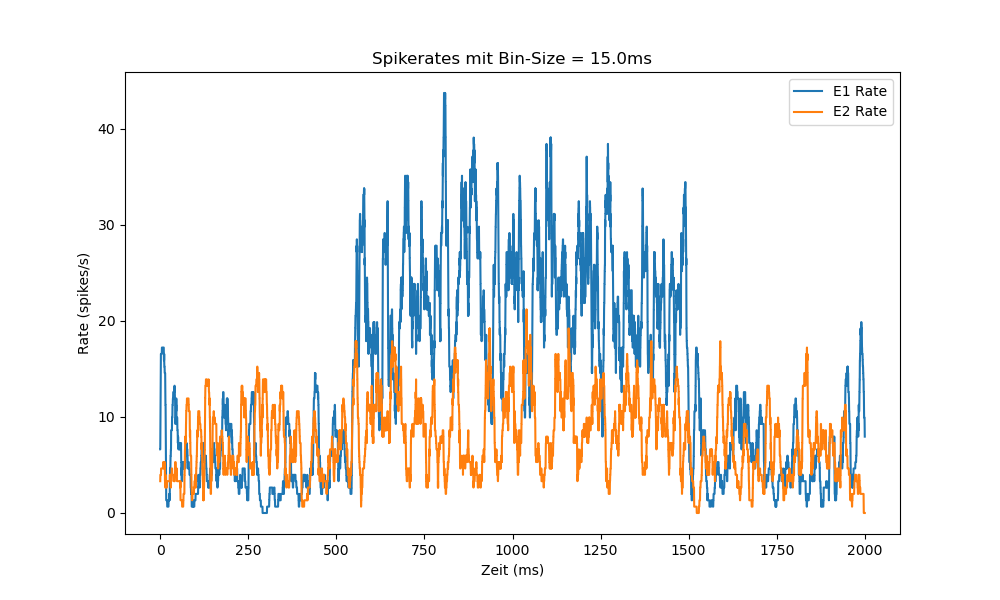 Spikerates mit Bin-Size = 15.0ms
E1 Rate
E2 Rate
40
30
20
10
0
Rate (spikes/s)
0 250 500 750 1000 1250 1500 1750 2000
Zeit (ms)